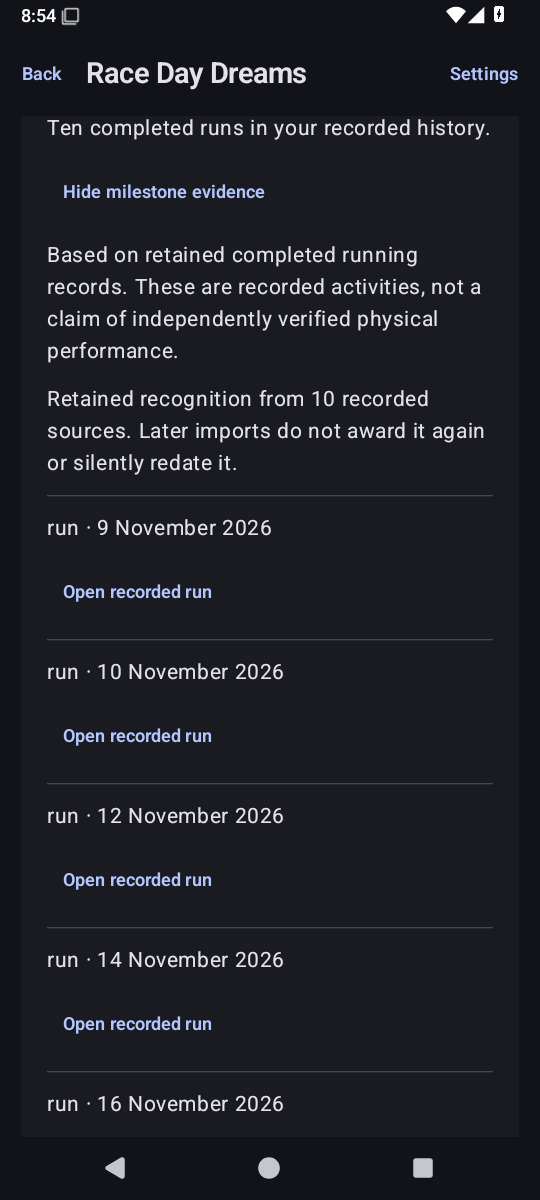 8:54
Back Race Day Dreams Settings
Ten completed runs in your recorded history.
Hide milestone evidence
Based on retained completed running
records. These are recorded activities, not a
claim of independently verified physical
performance.
Retained recognition from 10 recorded
sources. Later imports do not award it again
or silently redate it.
run · 9 November 2026
Open recorded run
run · 10 November 2026
Open recorded run
run · 12 November 2026
Open recorded run
run · 14 November 2026
Open recorded run
run · 16 November 2026